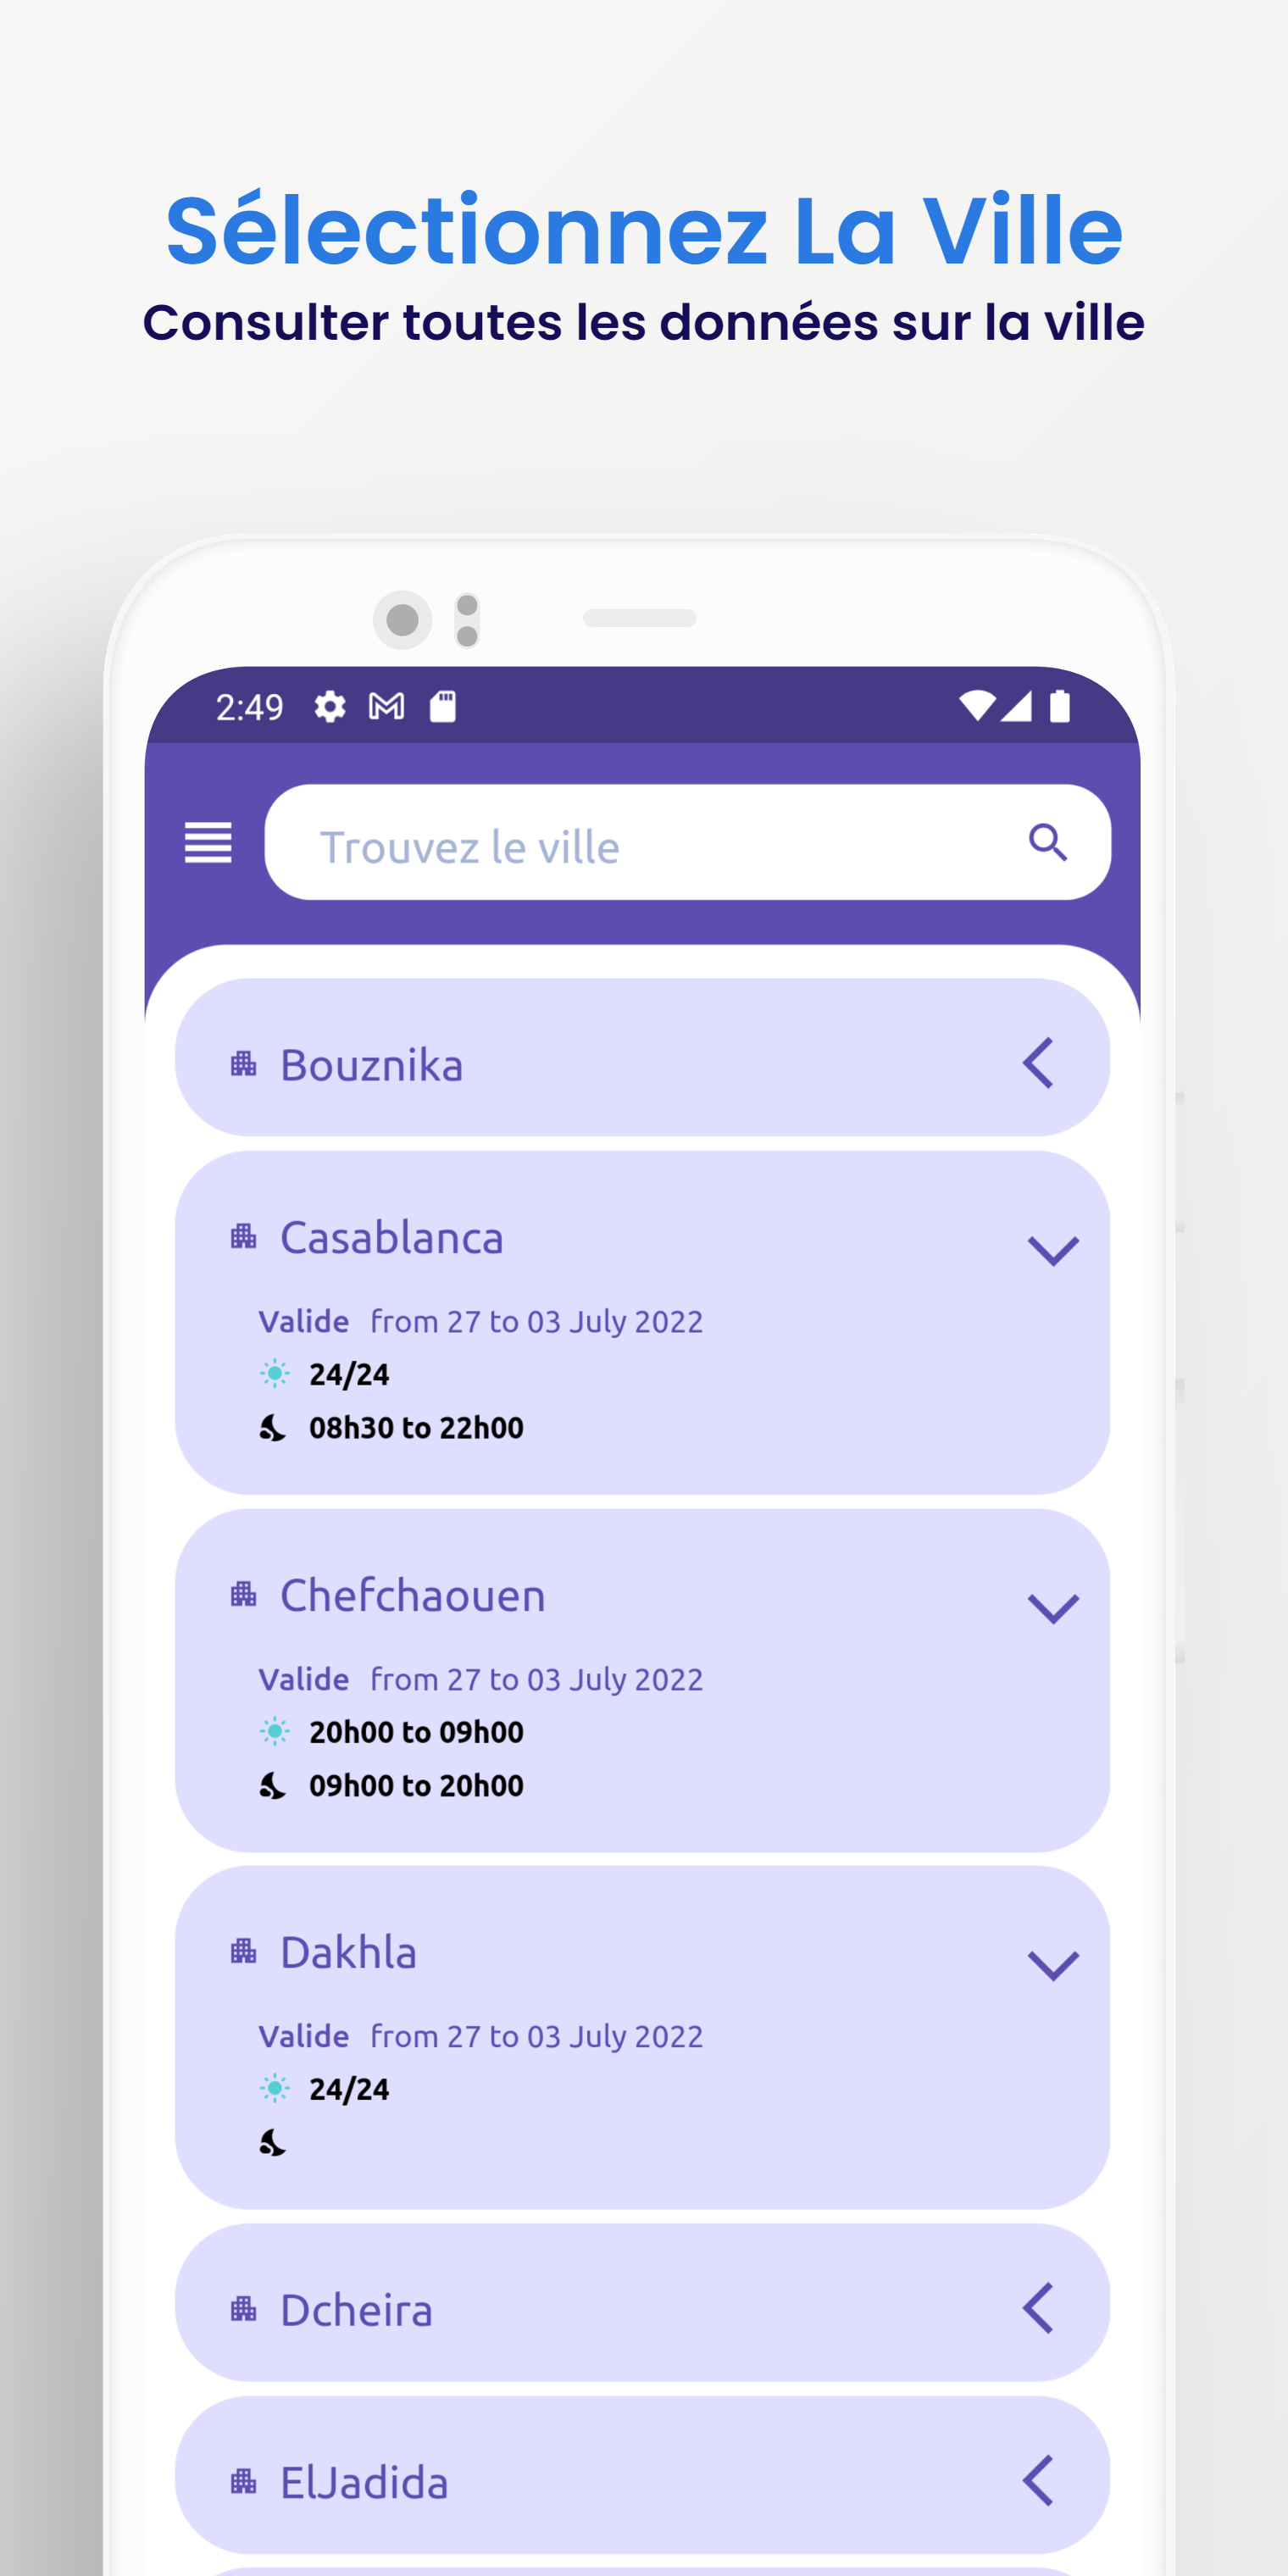 Sélectionnez La Ville
Consulter toutes les données sur la ville
2:49
Trouvez le ville
Bouznika
Casablanca
Valide from 27 to 03 July 2022
24/24
08h30 to 22h00
Chefchaouen
Valide from 27 to 03 July 2022
20h00 to 09h00
09h00 to 20h00
Dakhla
Valide from 27 to 03 July 2022
24/24
Dcheira
ElJadida